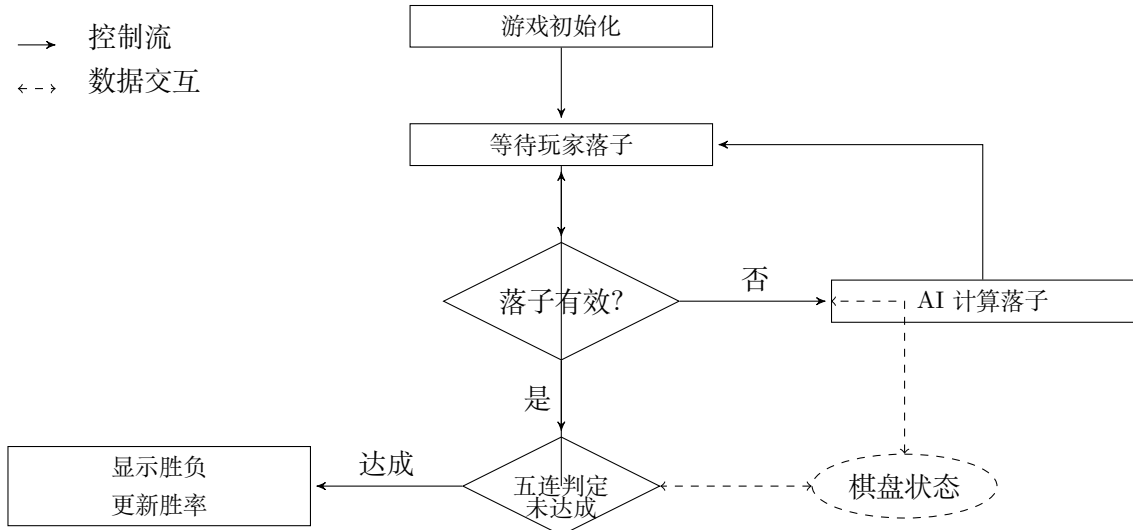 控制流
数据交互
游戏初始化
等待玩家落子
落子有效?
否
AI 计算落子
是
显示胜负
更新胜率
达成
五连判定
未达成
棋盘状态